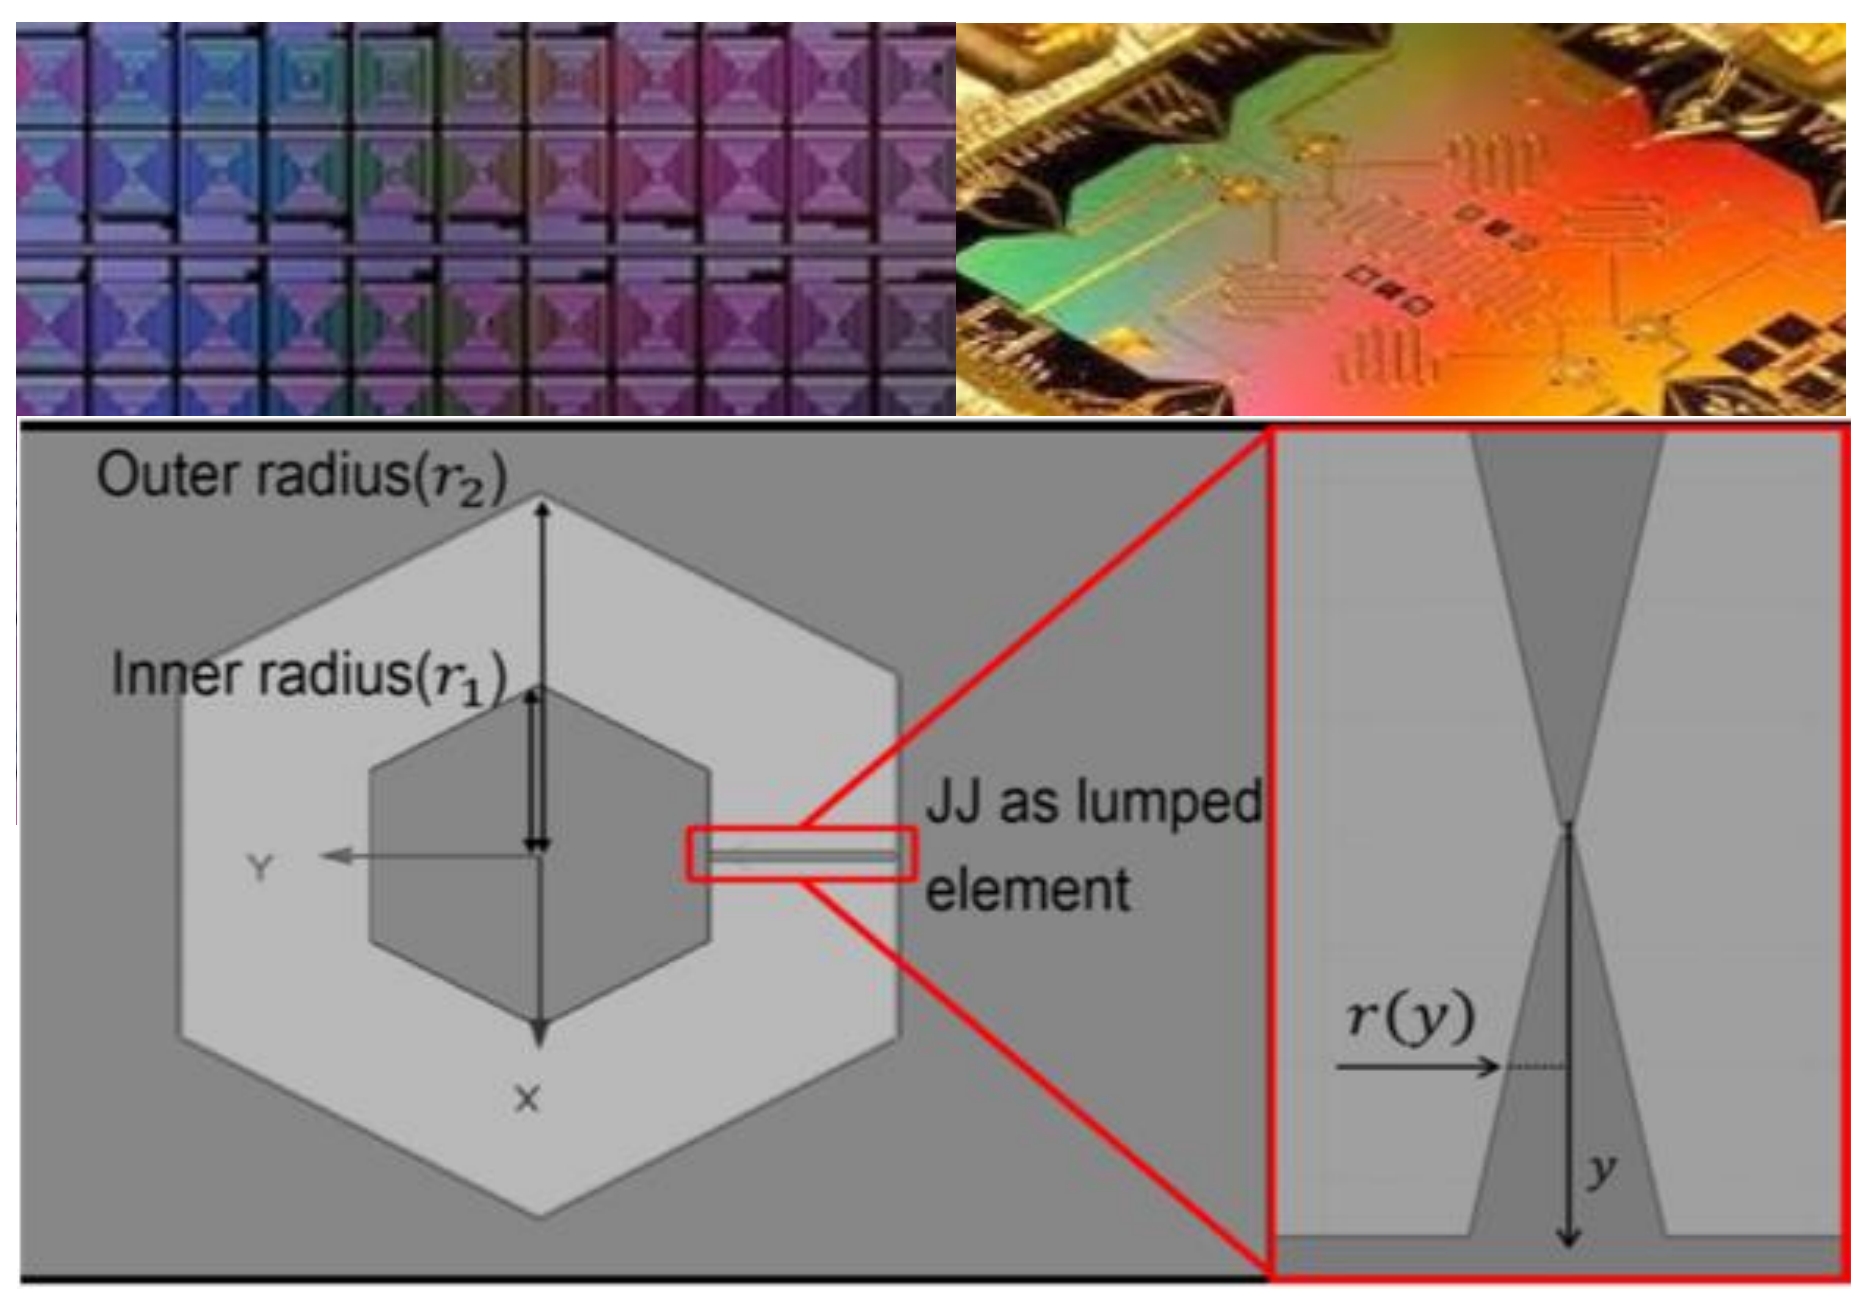 Outer radius(r₂)
Inner radius(r₁)
JJ as lumped
element
Y
X
r(y)
y